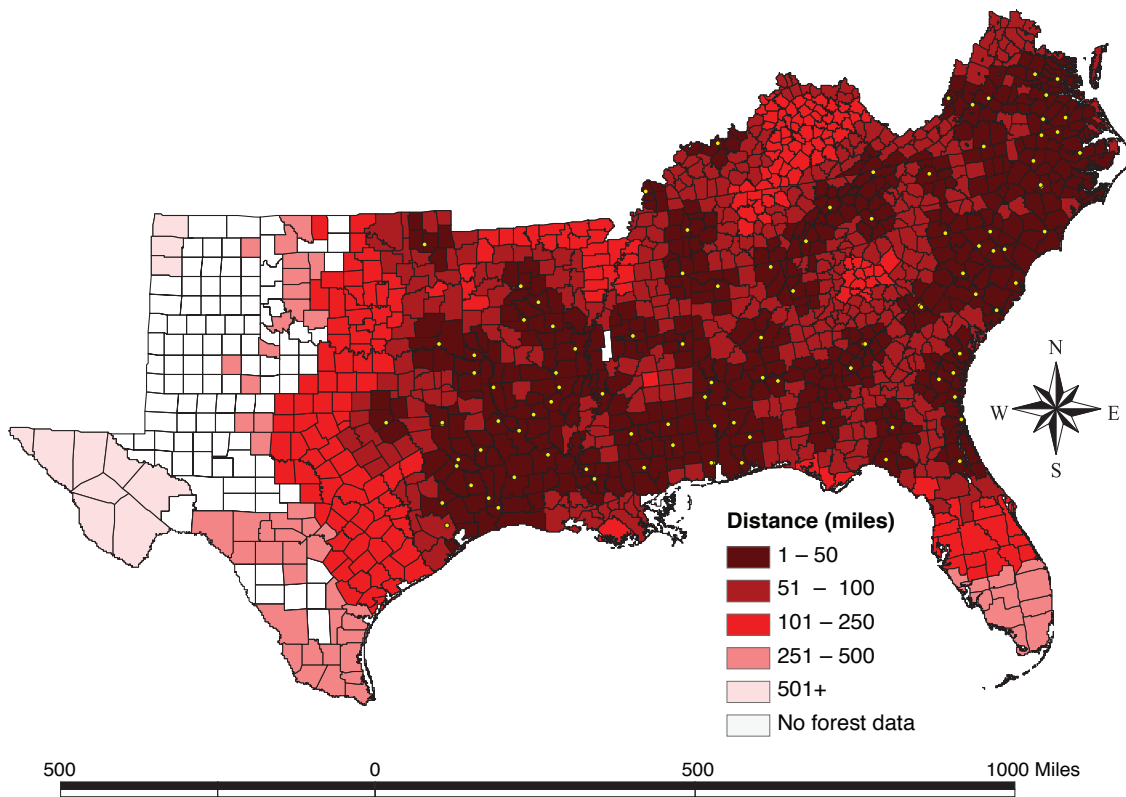 N
W E
S
Distance (miles)
1 – 50
51 – 100
101 – 250
251 – 500
501+
No forest data
500 0 500 1000 Miles